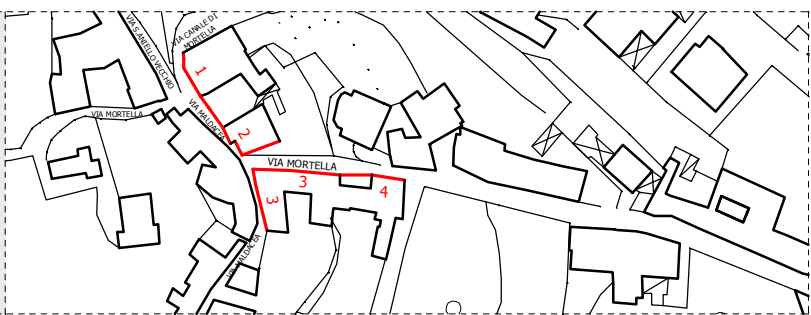 VIA S.ANIELLO VECCHIO
VIA CANALE DI
MORTELLA
1
VIA MORTELLA
VIA MALDACEA
2
VIA MORTELLA
3
4
3
VIA MALDACEA